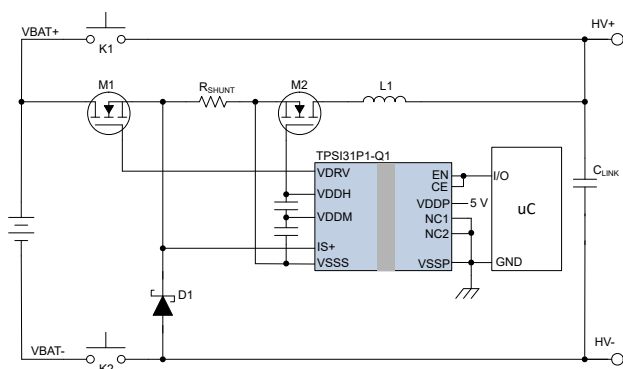 VBAT+
K1
HV+
M1
RSHUNT
M2
L1
TPSI31P1-Q1
VDRV
VDDH
VDDM
IS+
VSSS
EN
CE
VDDP
5 V
NC1
NC2
VSSP
I/O
uC
GND
CLINK
D1
VBAT-
K2
HV-